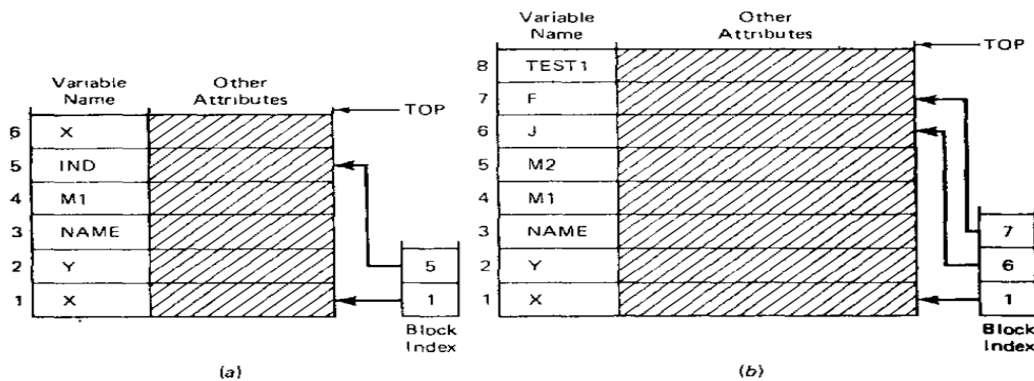 Variable Name
Other Attributes
TOP
6 X
5 IND
4 M1
3 NAME
2 Y 5
1 X 1
Block Index
(a)
Variable Name
Other Attributes
TOP
8 TEST1
7 F
6 J
5 M2
4 M1
3 NAME 7
2 Y 6
1 X 1
Block Index
(b)